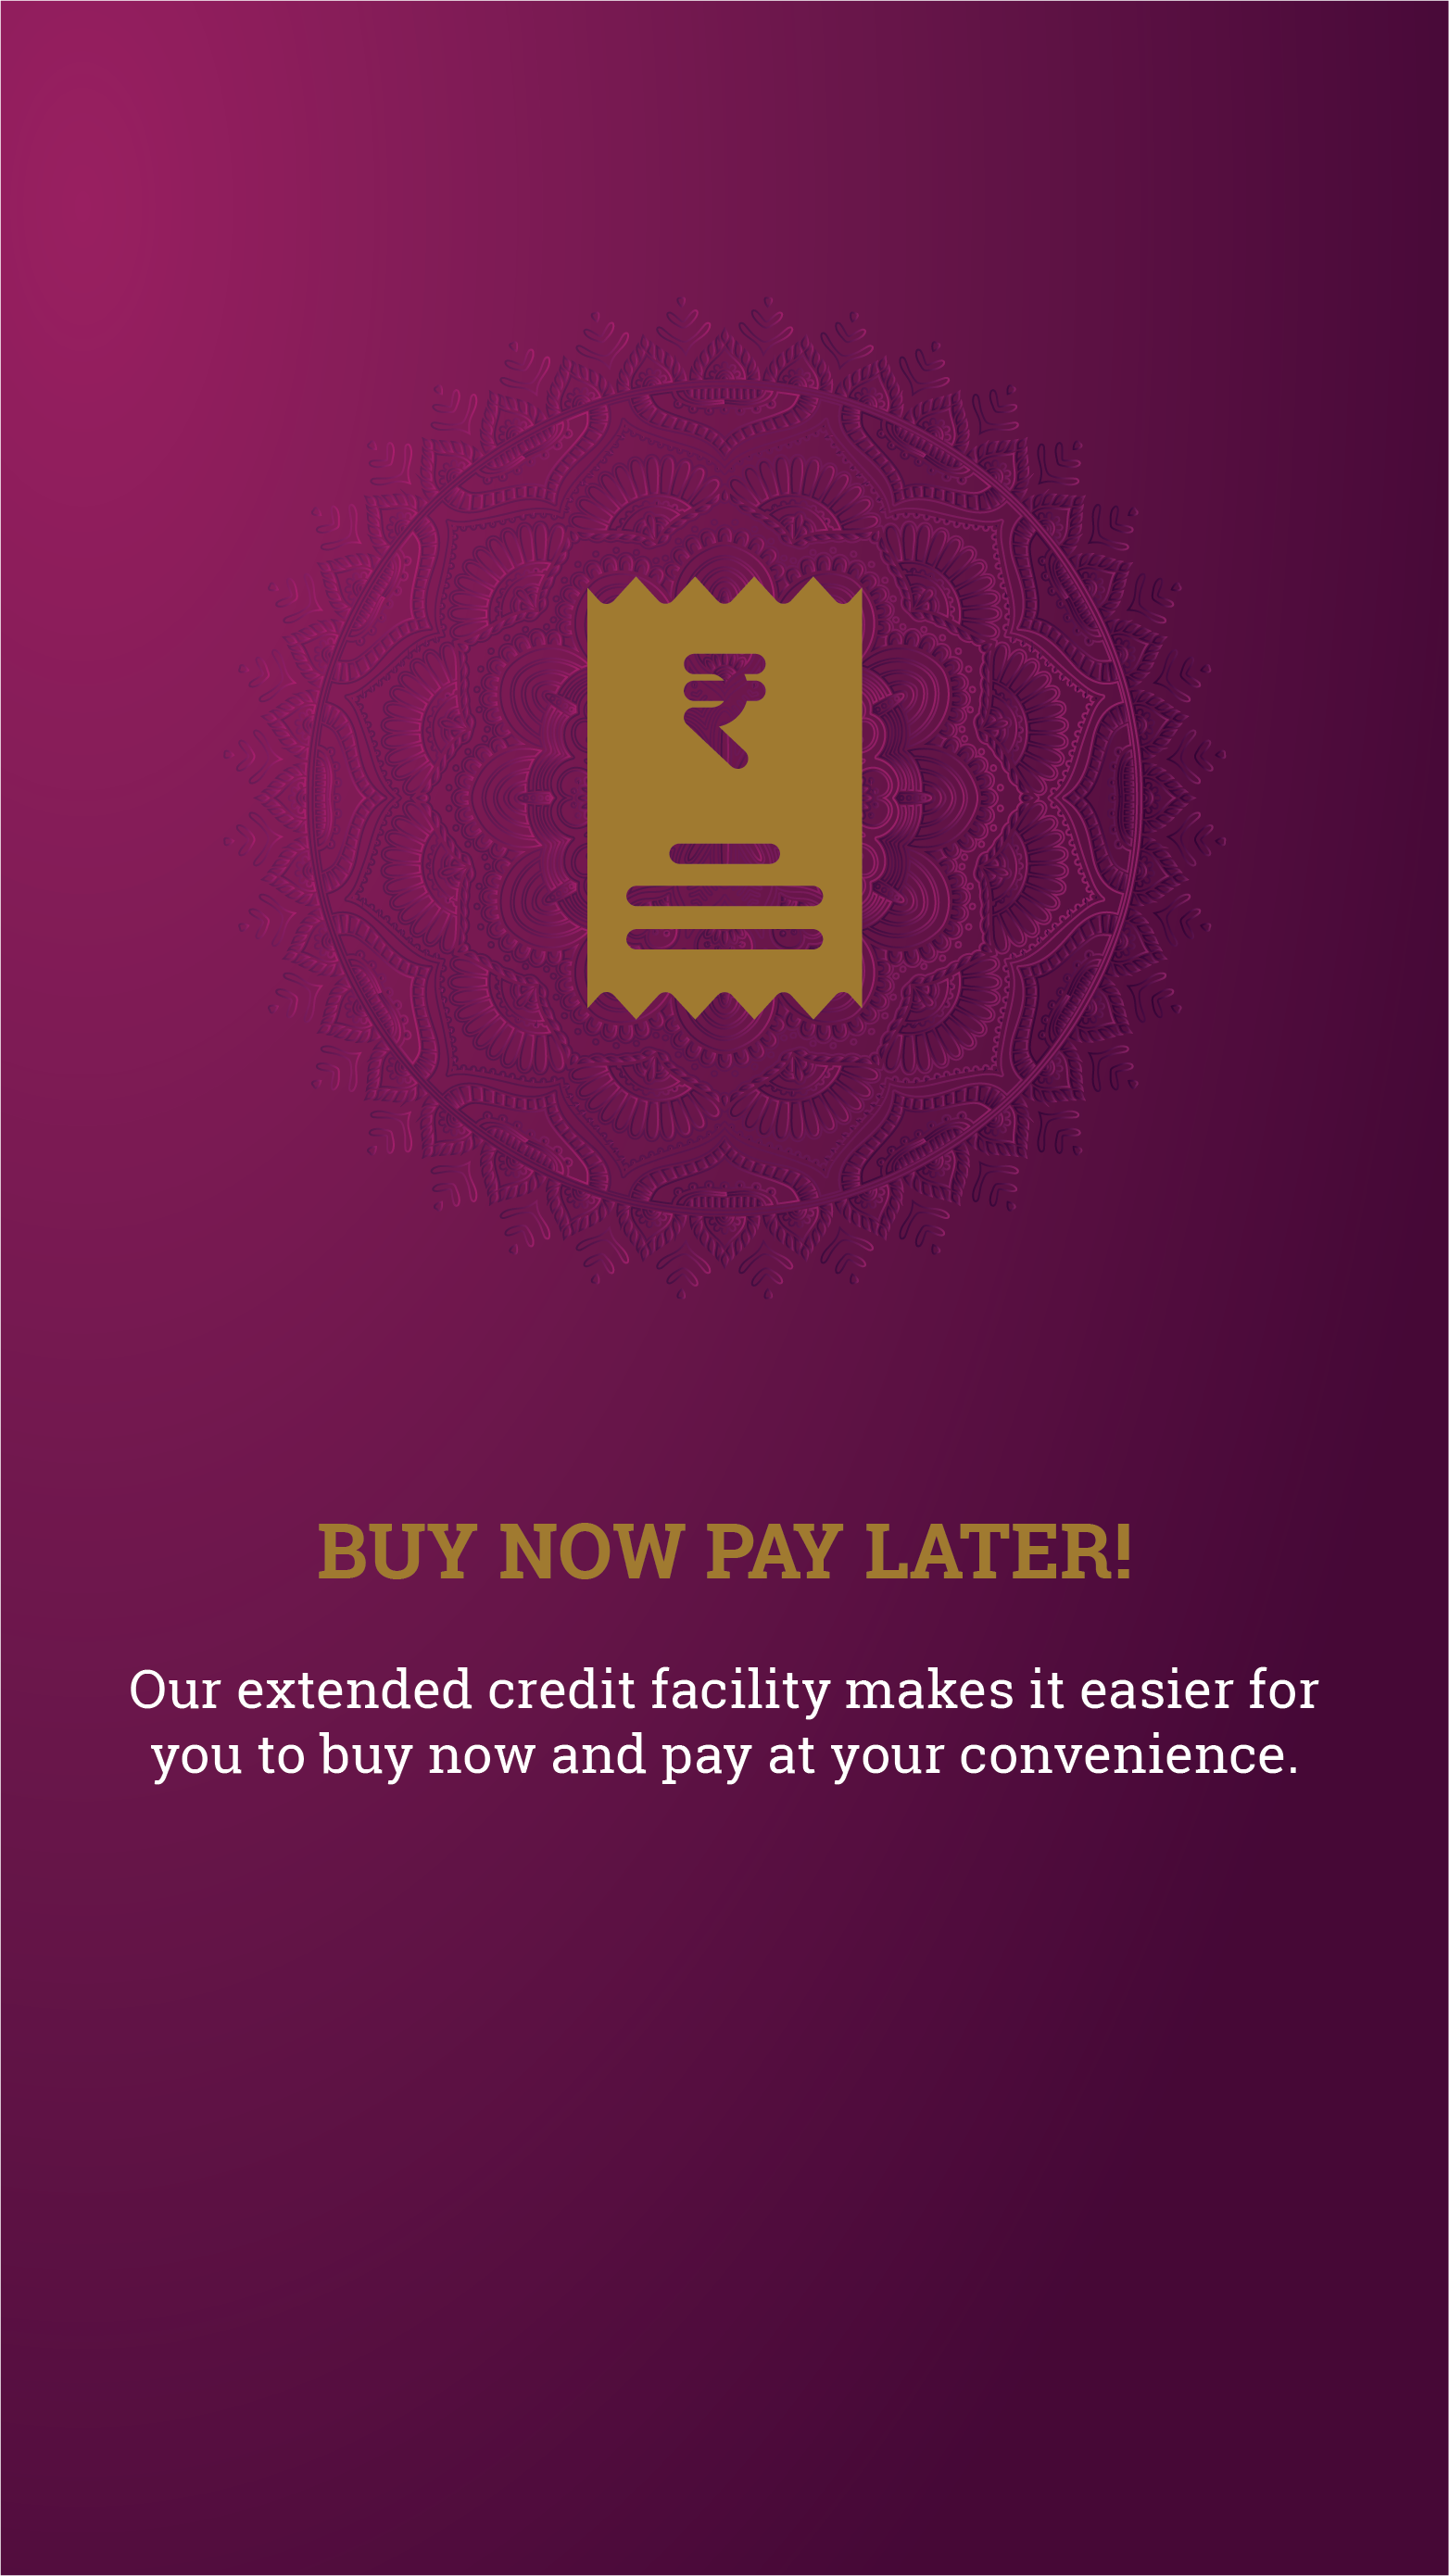 ₹
BUY NOW PAY LATER!
Our extended credit facility makes it easier for
you to buy now and pay at your convenience.